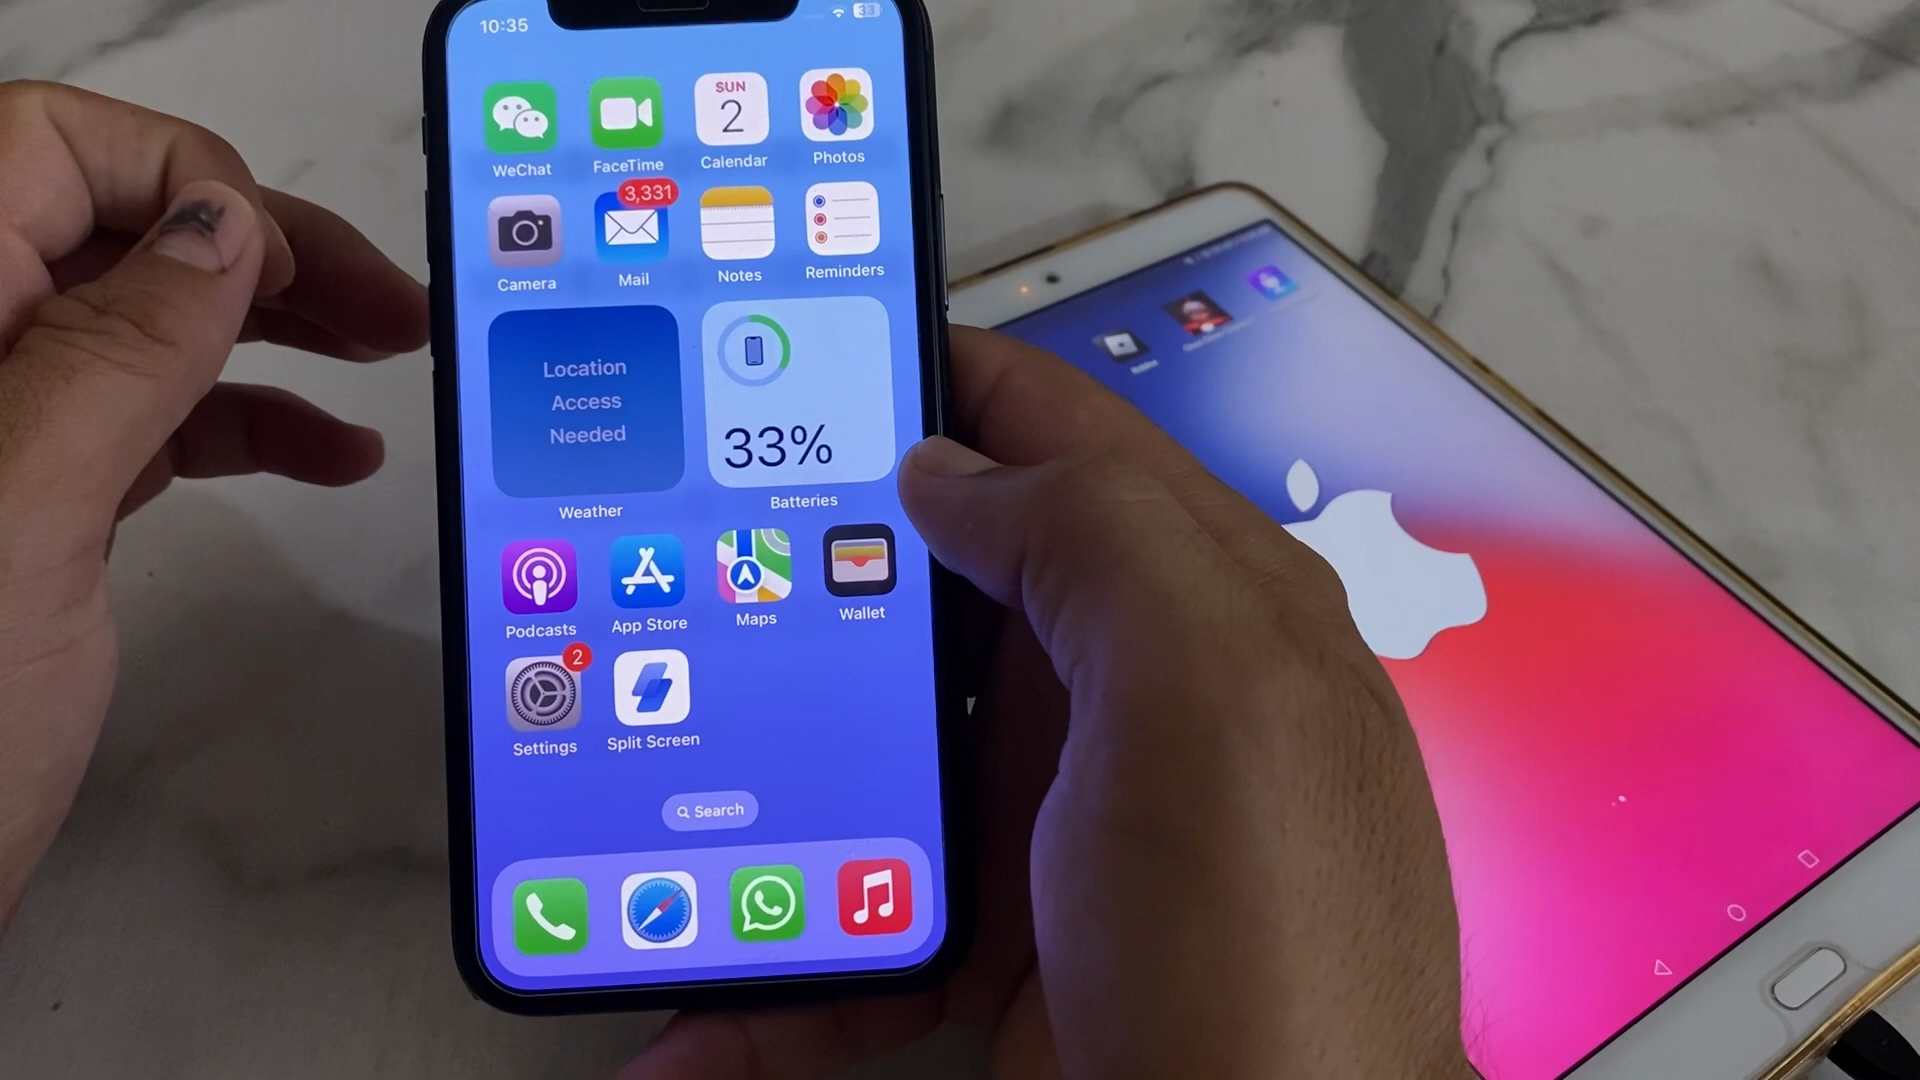 10:35
33
WeChat
FaceTime
SUN
2
Calendar
Photos
Camera
3,331
Mail
Notes
Reminders
Location
Access
Needed
Weather
33%
Batteries
Podcasts
App Store
Maps
Wallet
2
Settings
Split Screen
Search